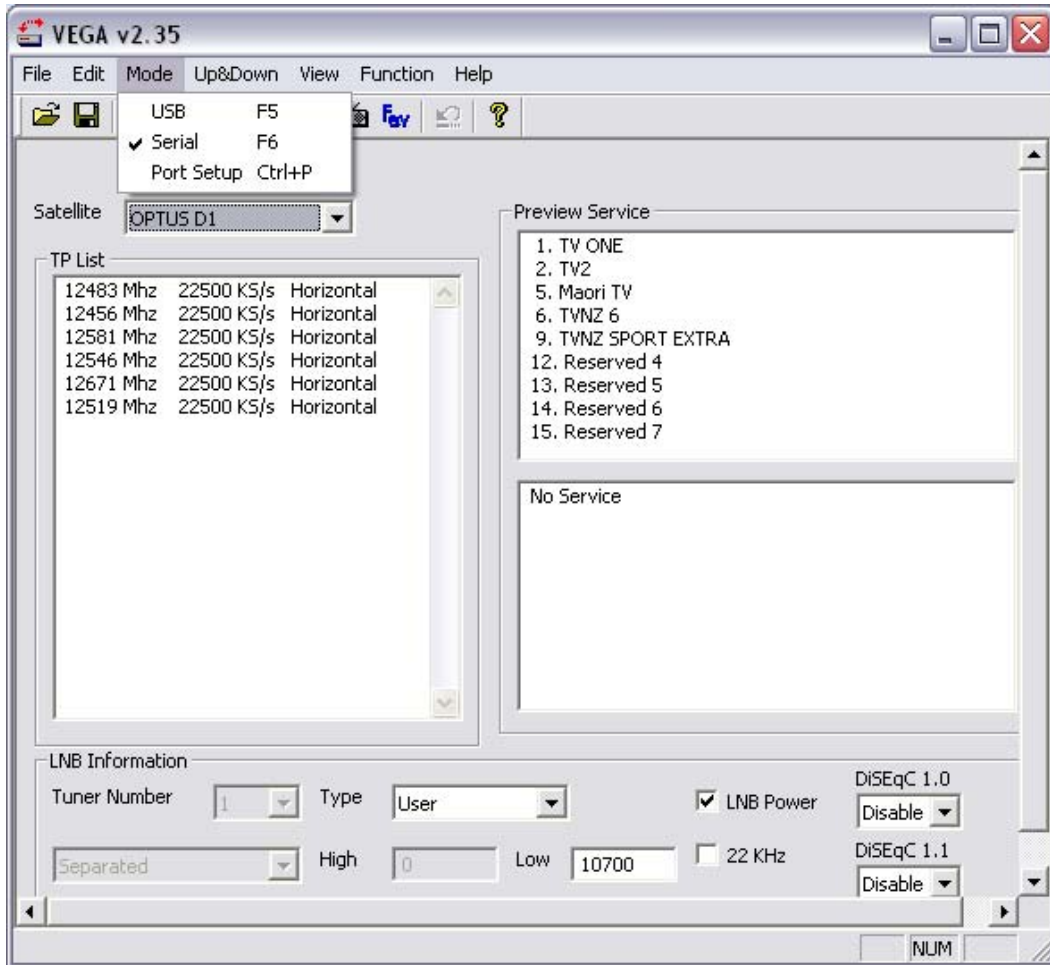 VEGA v2.35
File Edit Mode Up&Down View Function Help
USB F5
Serial F6
Port Setup Ctrl+P
Fav
Satellite OPTUS D1
TP List
12483 Mhz 22500 KS/s Horizontal
12456 Mhz 22500 KS/s Horizontal
12581 Mhz 22500 KS/s Horizontal
12546 Mhz 22500 KS/s Horizontal
12671 Mhz 22500 KS/s Horizontal
12519 Mhz 22500 KS/s Horizontal
Preview Service
1. TV ONE
2. TV2
5. Maori TV
6. TVNZ 6
9. TVNZ SPORT EXTRA
12. Reserved 4
13. Reserved 5
14. Reserved 6
15. Reserved 7
No Service
LNB Information
Tuner Number 1 Type User LNB Power DiSEqC 1.0 Disable
Separated High 0 Low 10700 22 KHz DiSEqC 1.1 Disable
NUM